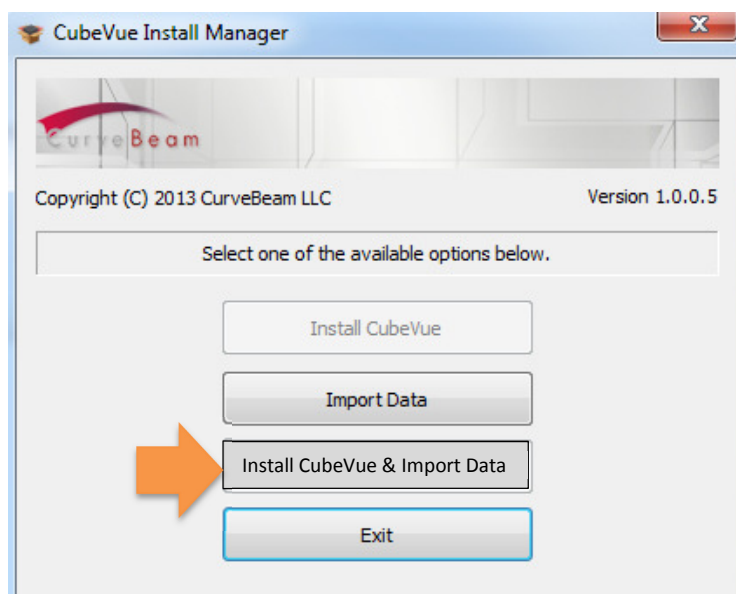 CubeVue Install Manager
CurveBeam
Copyright (C) 2013 CurveBeam LLC
Version 1.0.0.5
Select one of the available options below.
Install CubeVue
Import Data
Install CubeVue & Import Data
Exit